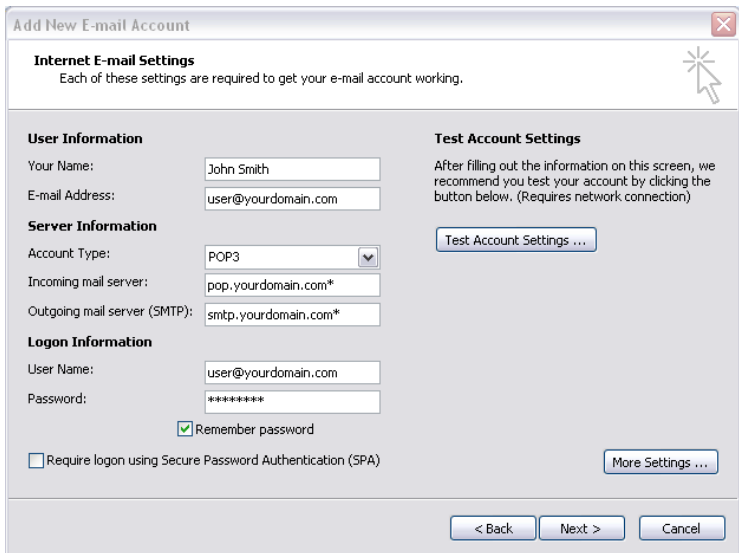 Add New E-mail Account
Internet E-mail Settings
Each of these settings are required to get your e-mail account working.
User Information
Your Name:
John Smith
E-mail Address:
user@yourdomain.com
Server Information
Account Type:
POP3
Incoming mail server:
pop.yourdomain.com*
Outgoing mail server (SMTP):
smtp.yourdomain.com*
Logon Information
User Name:
user@yourdomain.com
Password:
********
Remember password
Require logon using Secure Password Authentication (SPA)
Test Account Settings
After filling out the information on this screen, we
recommend you test your account by clicking the
button below. (Requires network connection)
Test Account Settings ...
More Settings ...
< Back
Next >
Cancel